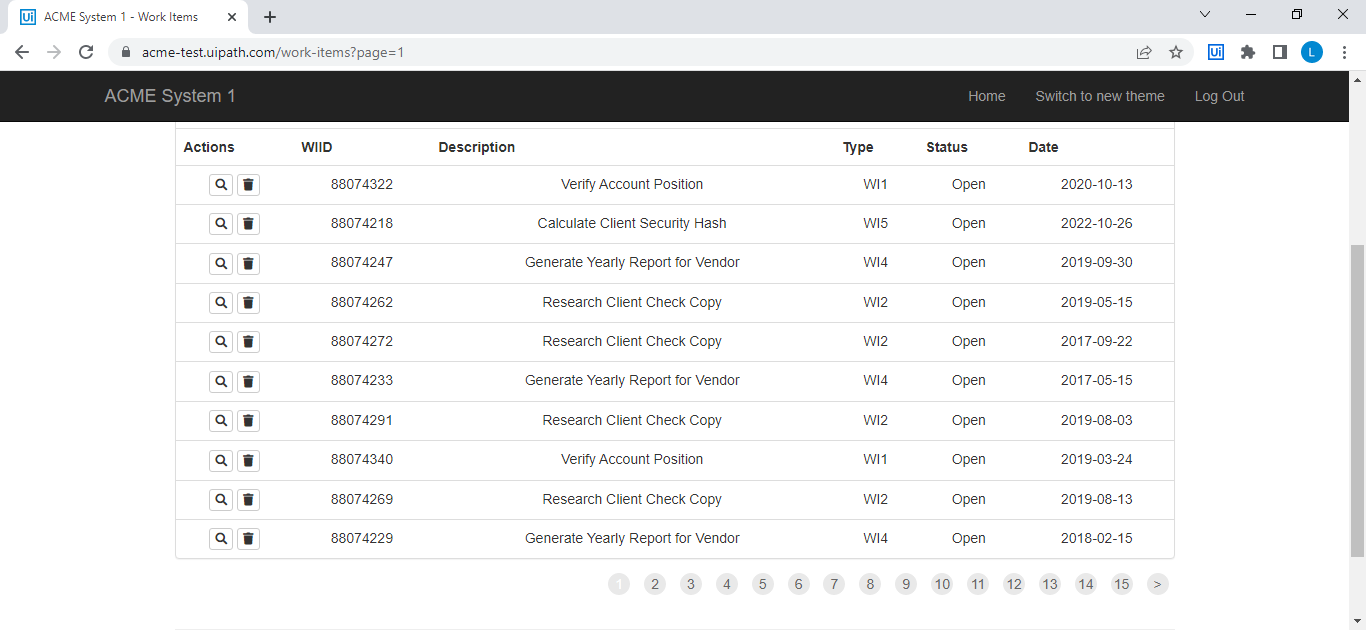 Ui ACME System 1 - Work Items
acme-test.uipath.com/work-items?page=1 Ui L
ACME System 1 Home Switch to new theme Log Out
Actions WIID Description Type Status Date
88074322 Verify Account Position WI1 Open 2020-10-13
88074218 Calculate Client Security Hash WI5 Open 2022-10-26
88074247 Generate Yearly Report for Vendor WI4 Open 2019-09-30
88074262 Research Client Check Copy WI2 Open 2019-05-15
88074272 Research Client Check Copy WI2 Open 2017-09-22
88074233 Generate Yearly Report for Vendor WI4 Open 2017-05-15
88074291 Research Client Check Copy WI2 Open 2019-08-03
88074340 Verify Account Position WI1 Open 2019-03-24
88074269 Research Client Check Copy WI2 Open 2019-08-13
88074229 Generate Yearly Report for Vendor WI4 Open 2018-02-15
1 2 3 4 5 6 7 8 9 10 11 12 13 14 15 >